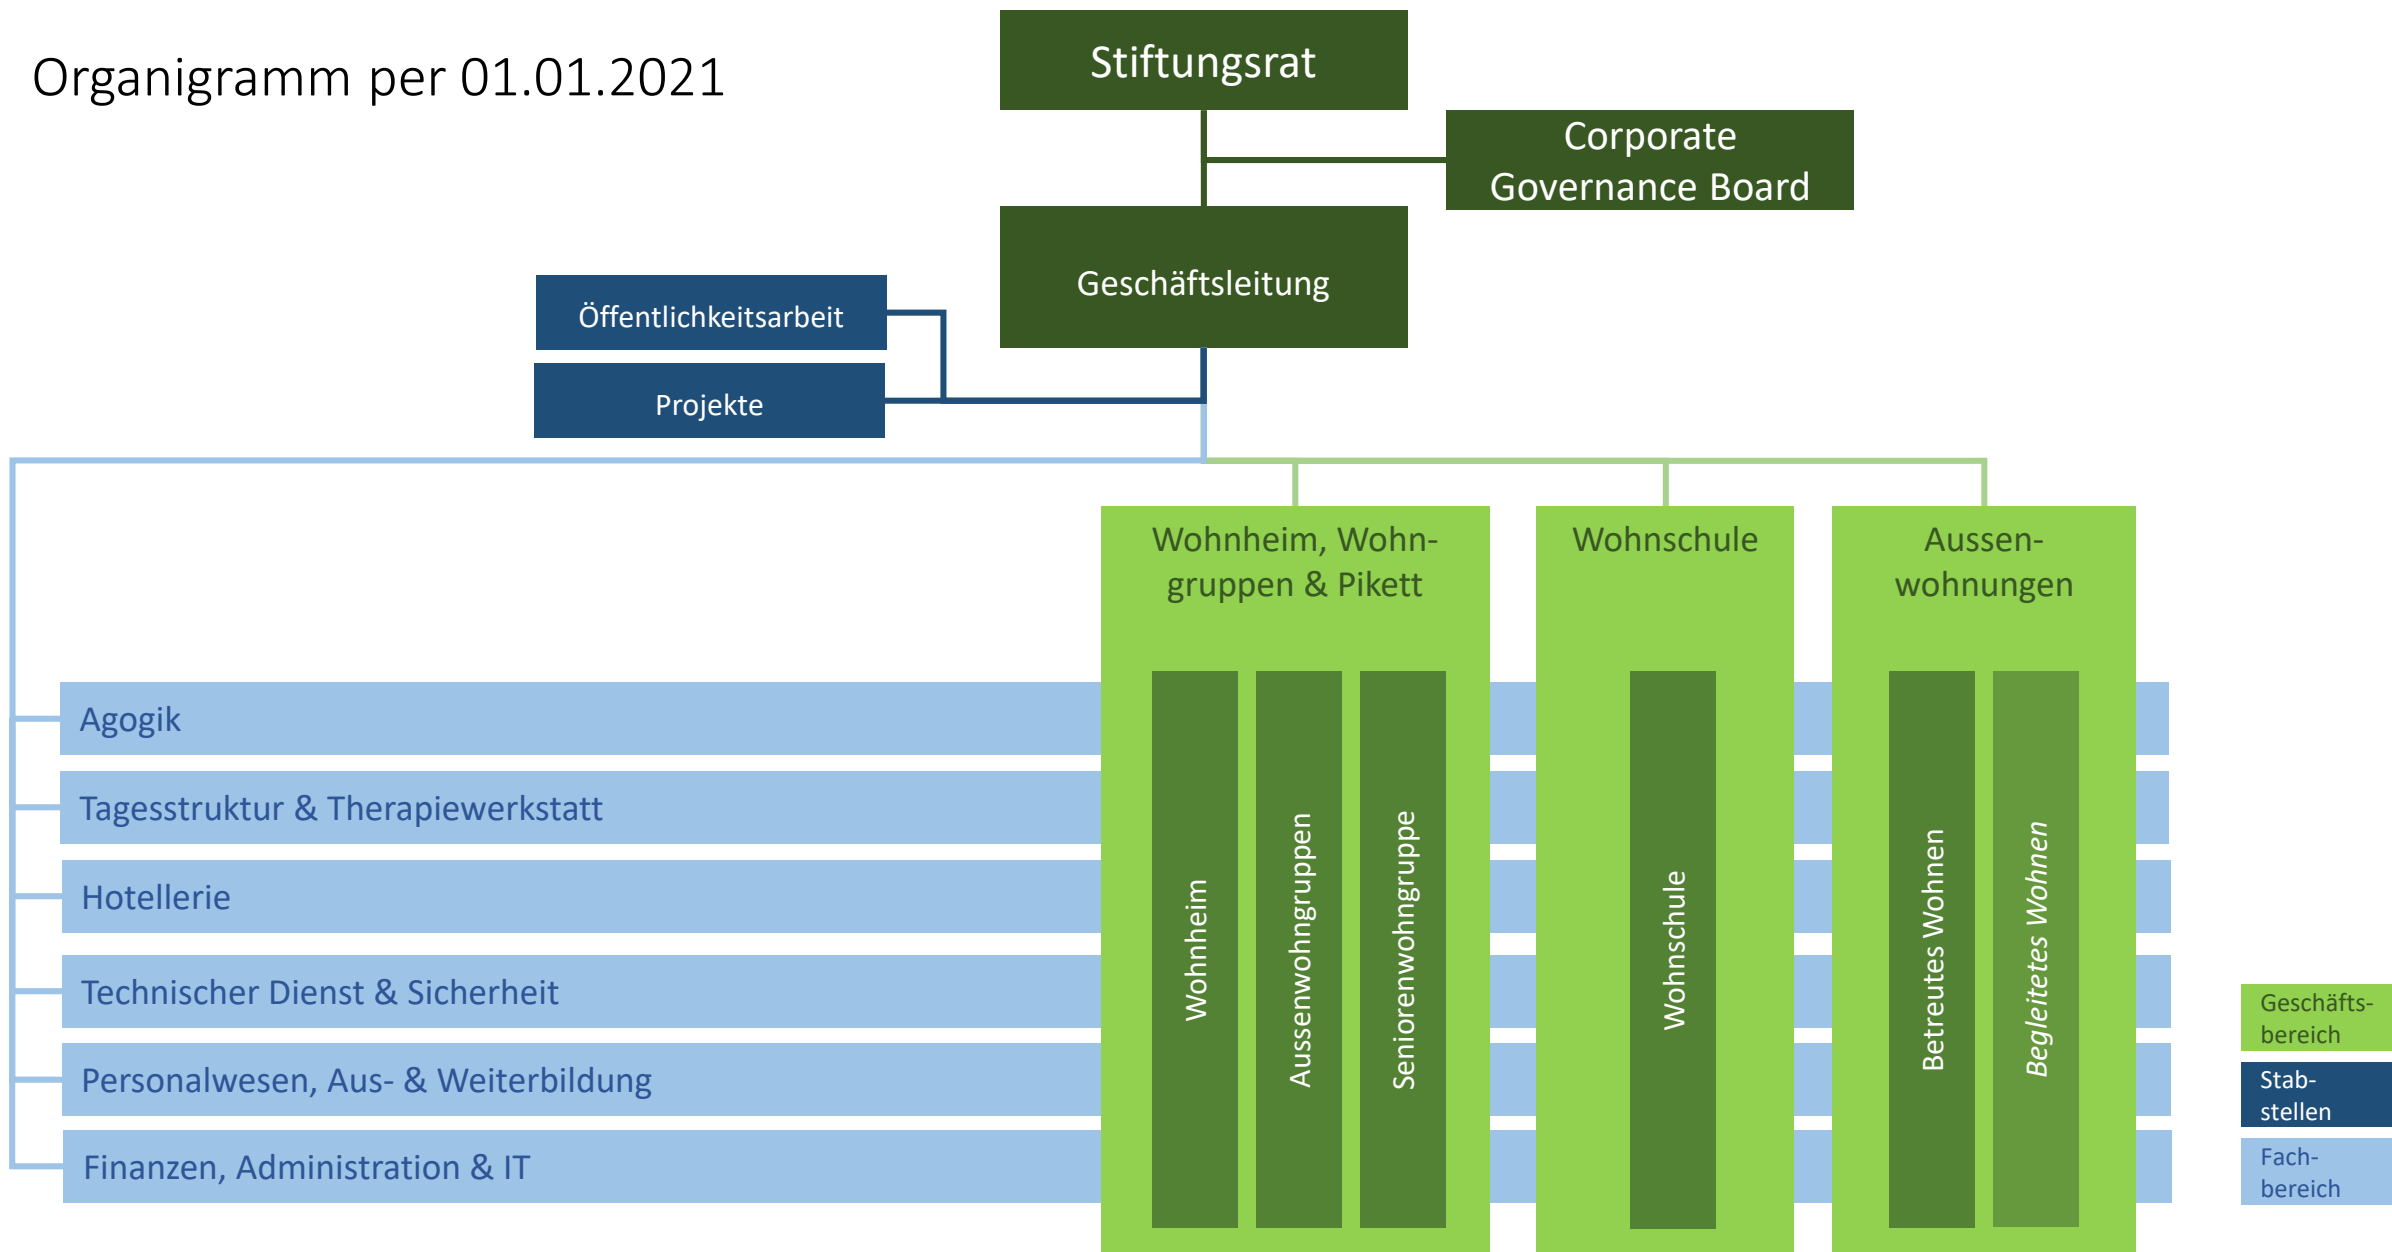 Organigramm per 01.01.2021
Stiftungsrat
Corporate
Governance Board
Geschäftsleitung
Öffentlichkeitsarbeit
Projekte
Wohnheim, Wohn-
gruppen & Pikett
Wohnschule
Aussen-
wohnungen
Agogik
Tagesstruktur & Therapiewerkstatt
Hotellerie
Technischer Dienst & Sicherheit
Personalwesen, Aus- & Weiterbildung
Finanzen, Administration & IT
Wohnheim
Aussenwohngruppen
Seniorenwohngruppe
Wohnschule
Betreutes Wohnen
Begleitetes Wohnen
Geschäfts-
bereich
Stab-
stellen
Fach-
bereich